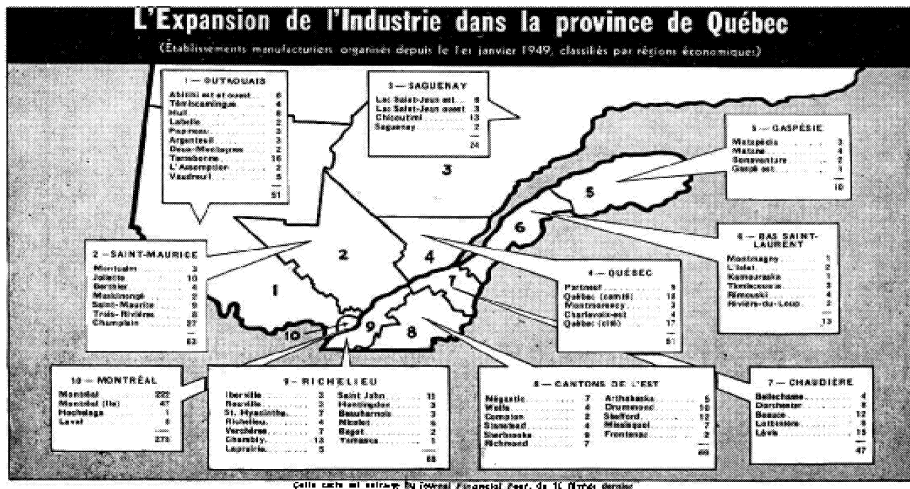 L'Expansion de l'Industrie dans la province de Québec
(Établissements manufacturiers organisés depuis le 1er janvier 1949, classifiés par régions économiques)
1 — OUTAOUAIS
Abitibi est et ouest 6
Témiscamingue 4
Hull 8
Labelle 2
Papineau 3
Argenteuil 3
Deux-Montagnes 2
Terrebonne 16
L'Assomption 2
Vaudreuil 5
51
3 — SAGUENAY
Lac Saint-Jean est 6
Lac Saint-Jean ouest 3
Chicoutimi 13
Saguenay 2
24
5 — GASPÉSIE
Matapédia 3
Matane 4
Bonaventure 2
Gaspé est 1
10
3
5
6
2
4
7
1
10
9
8
2 — SAINT-MAURICE
Montcalm 3
Joliette 10
Berthier 4
Maskinongé 2
Saint-Maurice 9
Trois-Rivières 8
Champlain 27
63
4 — QUÉBEC
Portneuf 9
Québec (comté) 18
Montmorency 3
Charlevoix-est 4
Québec (cité) 17
51
6 — BAS SAINT-
LAURENT
Montmagny 1
L'Islet 2
Kamouraska 1
Témiscouata 3
Rimouski 4
Rivière-du-Loup 2
13
10 — MONTRÉAL
Montréal 222
Montréal (Ile) 47
Hochelaga 1
Laval
273
9 — RICHELIEU
Iberville 3
Rouville 3
St. Hyacinthe 7
Richelieu 4
Verchères 7
Chambly 13
Laprairie 5
Saint Jean 11
Huntingdon 3
Beauharnois 3
Nicolet 6
Bagot 2
Yamaska 1
68
8 — CANTONS DE L'EST
Mégantic 7
Wolfe 4
Compton 2
Stanstead 4
Sherbrooke
Richmond 7
Arthabaska 5
Drummond 10
Shefford 12
Missisquoi 7
Frontenac 2
7 — CHAUDIÈRE
Bellechasse 4
Dorchester 8
Beauce 12
Lotbinière 8
Lévis 15
47
Cette carte est extraite du journal Financial Post, du 16 février dernier